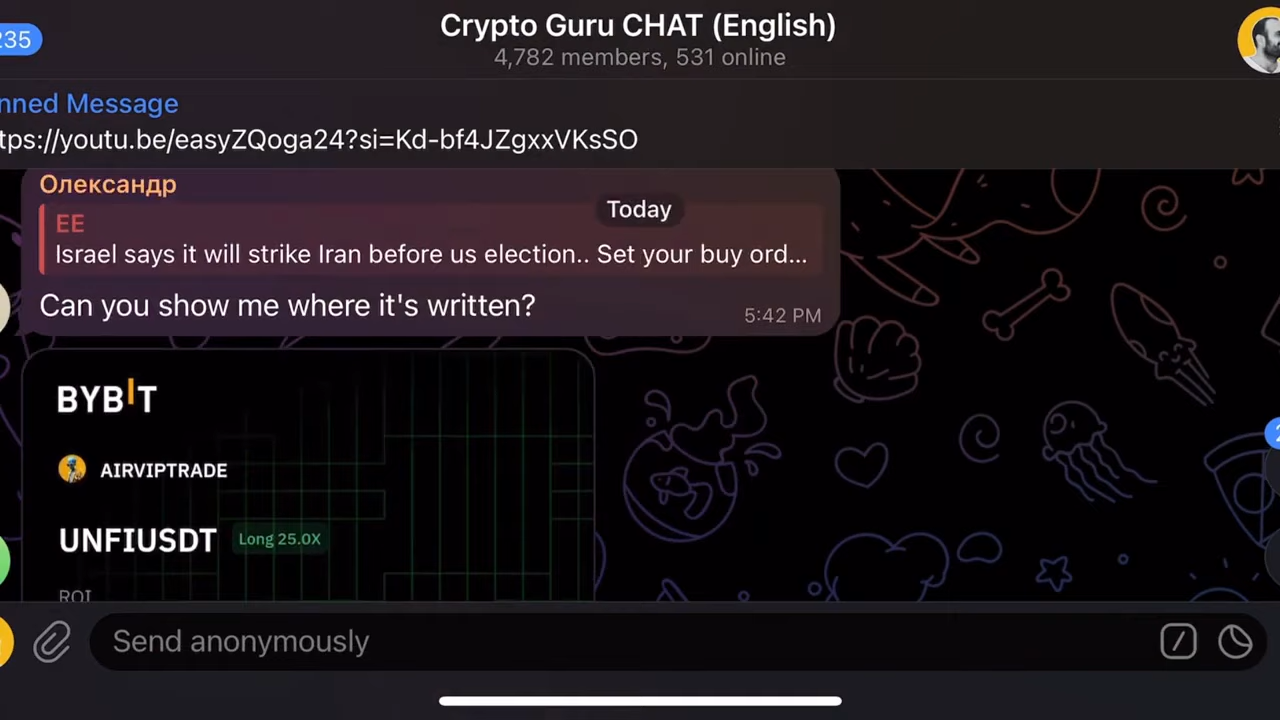 235
Crypto Guru CHAT (English)
4,782 members, 531 online
nned Message
tps://youtu.be/easyZQoga24?si=Kd-bf4JZgxxVKsSO
Олександр
Today
EE
Israel says it will strike Iran before us election.. Set your buy ord...
Can you show me where it's written?
5:42 PM
BYBIT
AIRVIPTRADE
UNFIUSDT Long 25.0X
ROI
Send anonymously